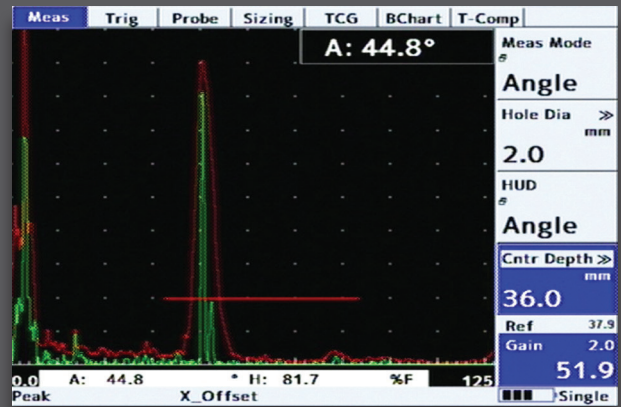 Meas Trig Probe Sizing TCG BChart T-Comp
A: 44.8°
Meas Mode
Angle
Hole Dia >>
mm
2.0
HUD
Angle
Cntr Depth >>
mm
36.0
Ref 37.9
Gain 2.0
51.9
0.0 A: 44.8 ° H: 81.7 %F 125
Peak X_Offset Single